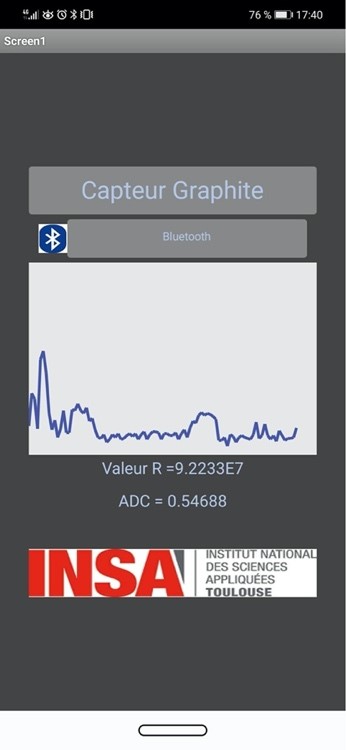 4G 76 % 17:40
Screen1
Capteur Graphite
Bluetooth
Valeur R =9.2233E7
ADC = 0.54688
INSA
INSTITUT NATIONAL
DES SCIENCES
APPLIQUÉES
TOULOUSE